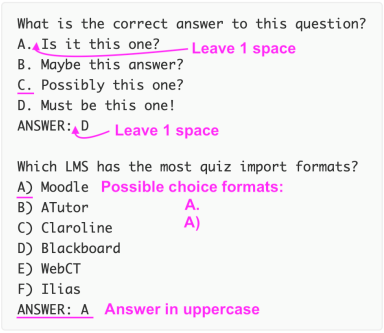 What is the correct answer to this question?
A. Is it this one?
Leave 1 space
B. Maybe this answer?
C. Possibly this one?
D. Must be this one!
ANSWER: D
Leave 1 space
Which LMS has the most quiz import formats?
A) Moodle
Possible choice formats:
B) ATutor
A.
C) Claroline
A)
D) Blackboard
E) WebCT
F) Ilias
ANSWER: A
Answer in uppercase